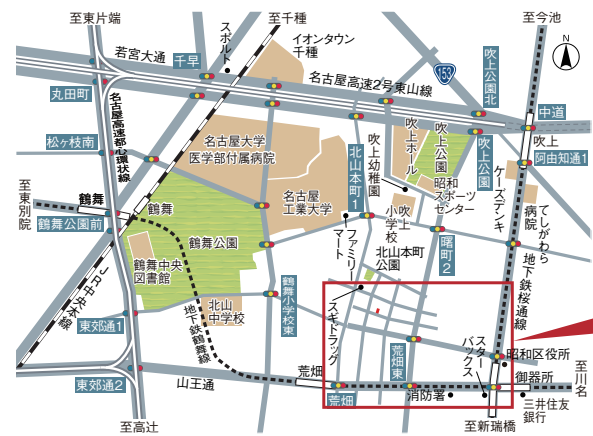 至東片端
至千種
至今池
スポルト
イオンタウン
千種
若宮大通
千早
153
N
吹上公園北
名古屋高速2号東山線
丸田町
名古屋高速都心環状線
中道
松ヶ枝南
名古屋大学
医学部付属病院
吹上幼稚園
吹上ホール
吹上公園
吹上公園
吹上
阿由知通1
北山本町1
昭和
スポーツ
センター
ケーズデンキ
至東別院
鶴舞
鶴舞
名古屋
工業大学
吹上
小学校
てしがわら
病院
鶴舞公園前
鶴舞公園
ファミリー
マート
曙町2
北山本町
公園
鶴舞中央
図書館
地下鉄桜通線
JR中央本線
鶴舞小学校東
北山
中学校
地下鉄鶴舞線
スギドラッグ
東郊通1
スター
バックス
荒畑東
昭和区役所
東郊通2
山王通
荒畑
荒畑
消防署
御器所
至川名
至高辻
至新瑞橋
三井住友
銀行